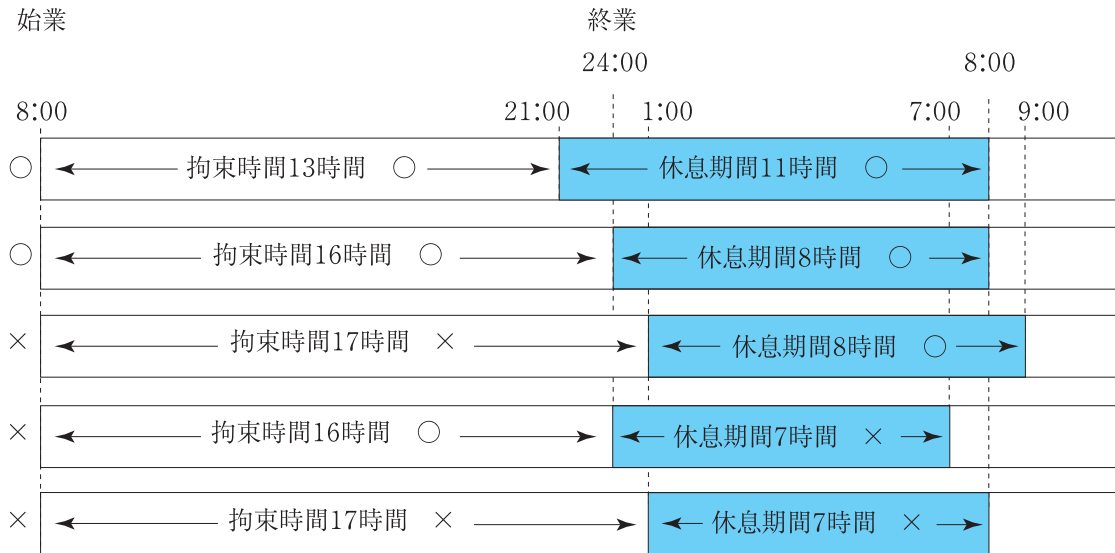 始業 終業
24:00 8:00
8:00 21:00 1:00 7:00 9:00
○ 拘束時間13時間 ○ 休息期間11時間 ○
○ 拘束時間16時間 ○ 休息期間8時間 ○
× 拘束時間17時間 × 休息期間8時間 ○
× 拘束時間16時間 ○ 休息期間7時間 ×
× 拘束時間17時間 × 休息期間7時間 ×